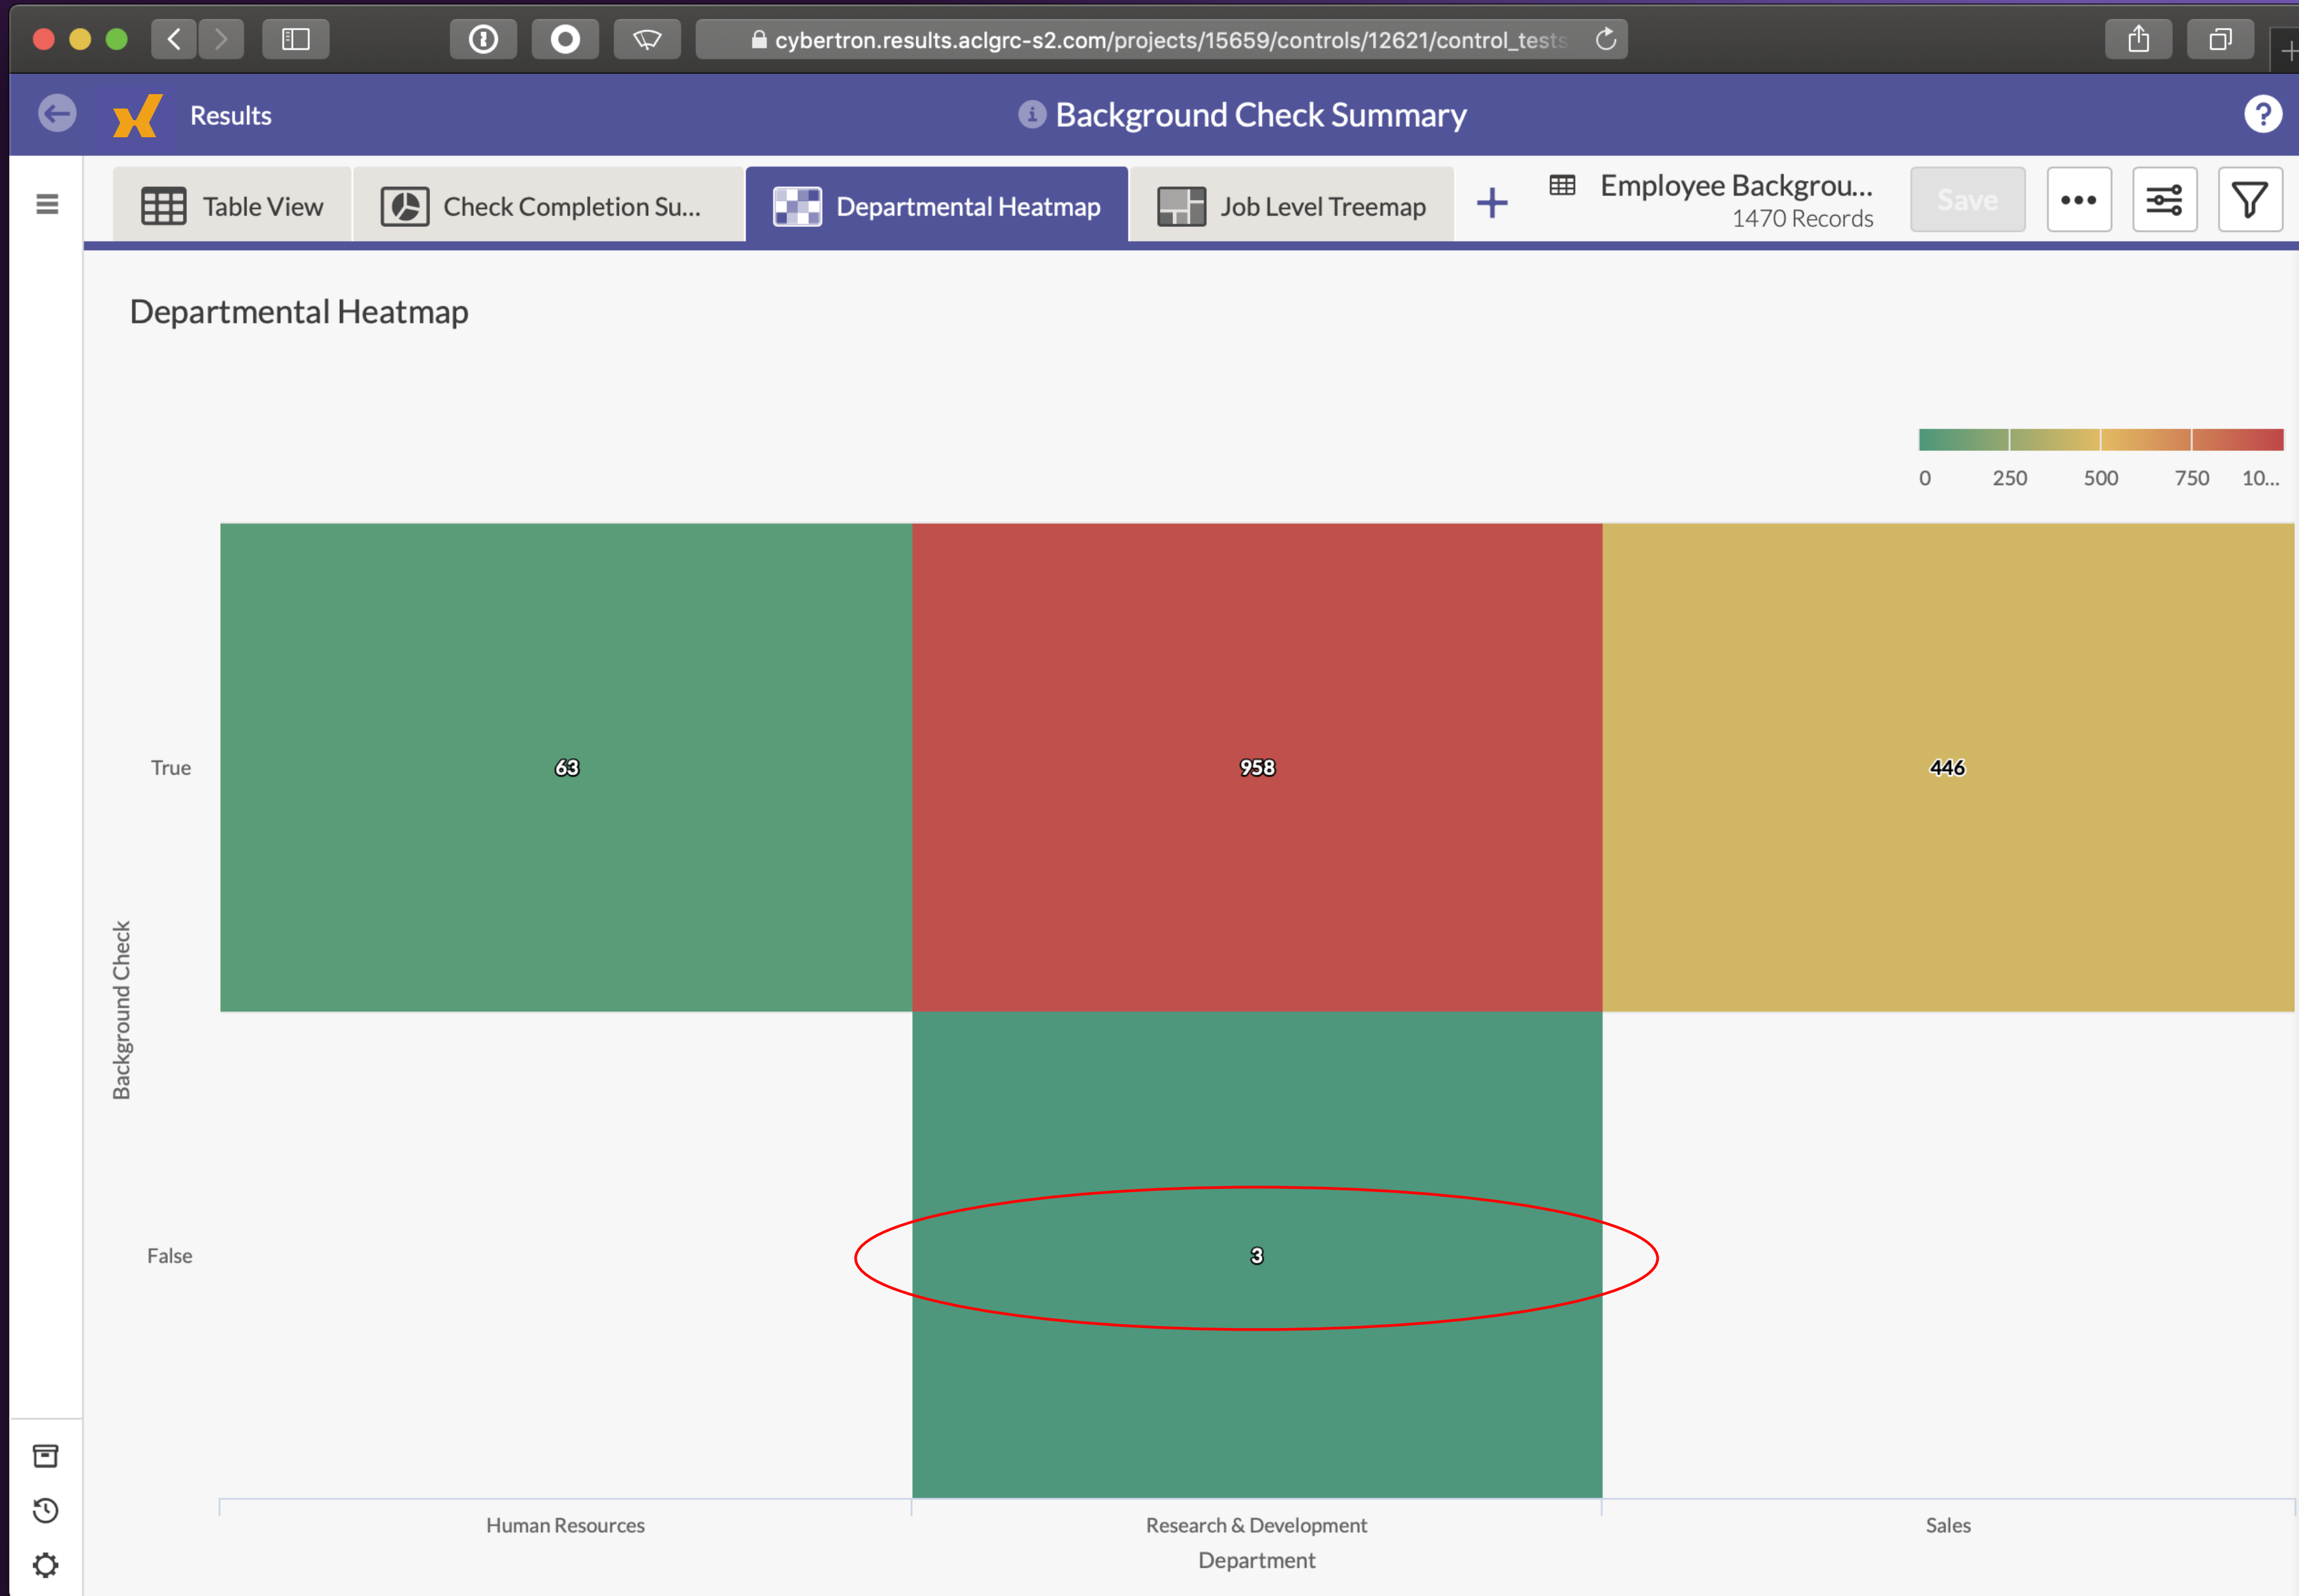 cybertron.results.aclgrc-s2.com/projects/15659/controls/12621/control_tests
Results
Background Check Summary
Table View
Check Completion Su...
Departmental Heatmap
Job Level Treemap
Employee Backgrou...
1470 Records
Save
Departmental Heatmap
0 250 500 750 10...
True
63
958
446
Background Check
False
3
Human Resources
Research & Development
Sales
Department